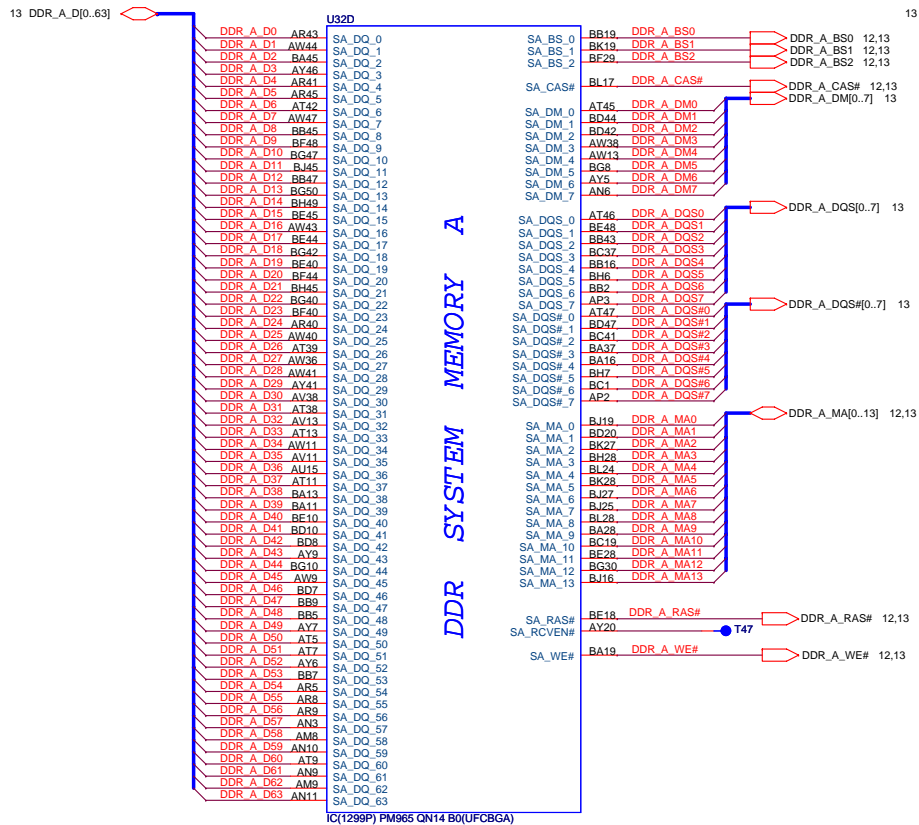 13 DDR_A_D[0..63]
13
U32D
DDR_A_D0 AR43 SA_DQ_0
DDR_A_D1 AW44 SA_DQ_1
DDR_A_D2 BA45 SA_DQ_2
DDR_A_D3 AY46 SA_DQ_3
DDR_A_D4 AR41 SA_DQ_4
DDR_A_D5 AR45 SA_DQ_5
DDR_A_D6 AT42 SA_DQ_6
DDR_A_D7 AW47 SA_DQ_7
DDR_A_D8 BB45 SA_DQ_8
DDR_A_D9 BF48 SA_DQ_9
DDR_A_D10 BG47 SA_DQ_10
DDR_A_D11 BJ45 SA_DQ_11
DDR_A_D12 BB47 SA_DQ_12
DDR_A_D13 BG50 SA_DQ_13
DDR_A_D14 BH49 SA_DQ_14
DDR_A_D15 BE45 SA_DQ_15
DDR_A_D16 AW43 SA_DQ_16
DDR_A_D17 BE44 SA_DQ_17
DDR_A_D18 BG42 SA_DQ_18
DDR_A_D19 BE40 SA_DQ_19
DDR_A_D20 BF44 SA_DQ_20
DDR_A_D21 BH45 SA_DQ_21
DDR_A_D22 BG40 SA_DQ_22
DDR_A_D23 BF40 SA_DQ_23
DDR_A_D24 AR40 SA_DQ_24
DDR_A_D25 AW40 SA_DQ_25
DDR_A_D26 AT39 SA_DQ_26
DDR_A_D27 AW36 SA_DQ_27
DDR_A_D28 AW41 SA_DQ_28
DDR_A_D29 AY41 SA_DQ_29
DDR_A_D30 AV38 SA_DQ_30
DDR_A_D31 AT38 SA_DQ_31
DDR_A_D32 AV13 SA_DQ_32
DDR_A_D33 AT13 SA_DQ_33
DDR_A_D34 AW11 SA_DQ_34
DDR_A_D35 AV11 SA_DQ_35
DDR_A_D36 AU15 SA_DQ_36
DDR_A_D37 AT11 SA_DQ_37
DDR_A_D38 BA13 SA_DQ_38
DDR_A_D39 BA11 SA_DQ_39
DDR_A_D40 BE10 SA_DQ_40
DDR_A_D41 BD10 SA_DQ_41
DDR_A_D42 BD8 SA_DQ_42
DDR_A_D43 AY9 SA_DQ_43
DDR_A_D44 BG10 SA_DQ_44
DDR_A_D45 AW9 SA_DQ_45
DDR_A_D46 BD7 SA_DQ_46
DDR_A_D47 BB9 SA_DQ_47
DDR_A_D48 BB5 SA_DQ_48
DDR_A_D49 AY7 SA_DQ_49
DDR_A_D50 AT5 SA_DQ_50
DDR_A_D51 AT7 SA_DQ_51
DDR_A_D52 AY6 SA_DQ_52
DDR_A_D53 BB7 SA_DQ_53
DDR_A_D54 AR5 SA_DQ_54
DDR_A_D55 AR8 SA_DQ_55
DDR_A_D56 AR9 SA_DQ_56
DDR_A_D57 AN3 SA_DQ_57
DDR_A_D58 AM8 SA_DQ_58
DDR_A_D59 AN10 SA_DQ_59
DDR_A_D60 AT9 SA_DQ_60
DDR_A_D61 AN9 SA_DQ_61
DDR_A_D62 AM9 SA_DQ_62
DDR_A_D63 AN11 SA_DQ_63
DDR SYSTEM MEMORY A
SA_BS_0 BB19 DDR_A_BS0 DDR_A_BS0 12,13
SA_BS_1 BK19 DDR_A_BS1 DDR_A_BS1 12,13
SA_BS_2 BF29 DDR_A_BS2 DDR_A_BS2 12,13
SA_CAS# BL17 DDR_A_CAS# DDR_A_CAS# 12,13
DDR_A_DM[0..7] 13
SA_DM_0 AT45 DDR_A_DM0
SA_DM_1 BD44 DDR_A_DM1
SA_DM_2 BD42 DDR_A_DM2
SA_DM_3 AW38 DDR_A_DM3
SA_DM_4 AW13 DDR_A_DM4
SA_DM_5 BG8 DDR_A_DM5
SA_DM_6 AY5 DDR_A_DM6
SA_DM_7 AN6 DDR_A_DM7
DDR_A_DQS[0..7] 13
SA_DQS_0 AT46 DDR_A_DQS0
SA_DQS_1 BE48 DDR_A_DQS1
SA_DQS_2 BB43 DDR_A_DQS2
SA_DQS_3 BC37 DDR_A_DQS3
SA_DQS_4 BB16 DDR_A_DQS4
SA_DQS_5 BH6 DDR_A_DQS5
SA_DQS_6 BB2 DDR_A_DQS6
SA_DQS_7 AP3 DDR_A_DQS7
DDR_A_DQS#[0..7] 13
SA_DQS#_0 AT47 DDR_A_DQS#0
SA_DQS#_1 BD47 DDR_A_DQS#1
SA_DQS#_2 BC41 DDR_A_DQS#2
SA_DQS#_3 BA37 DDR_A_DQS#3
SA_DQS#_4 BA16 DDR_A_DQS#4
SA_DQS#_5 BH7 DDR_A_DQS#5
SA_DQS#_6 BC1 DDR_A_DQS#6
SA_DQS#_7 AP2 DDR_A_DQS#7
DDR_A_MA[0..13] 12,13
SA_MA_0 BJ19 DDR_A_MA0
SA_MA_1 BD20 DDR_A_MA1
SA_MA_2 BK27 DDR_A_MA2
SA_MA_3 BH28 DDR_A_MA3
SA_MA_4 BL24 DDR_A_MA4
SA_MA_5 BK28 DDR_A_MA5
SA_MA_6 BJ27 DDR_A_MA6
SA_MA_7 BJ25 DDR_A_MA7
SA_MA_8 BL28 DDR_A_MA8
SA_MA_9 BA28 DDR_A_MA9
SA_MA_10 BC19 DDR_A_MA10
SA_MA_11 BE28 DDR_A_MA11
SA_MA_12 BG30 DDR_A_MA12
SA_MA_13 BJ16 DDR_A_MA13
SA_RAS# BE18 DDR_A_RAS# DDR_A_RAS# 12,13
SA_RCVEN# AY20 T47
SA_WE# BA19 DDR_A_WE# DDR_A_WE# 12,13
IC(1299P) PM965 QN14 B0(UFCBGA)